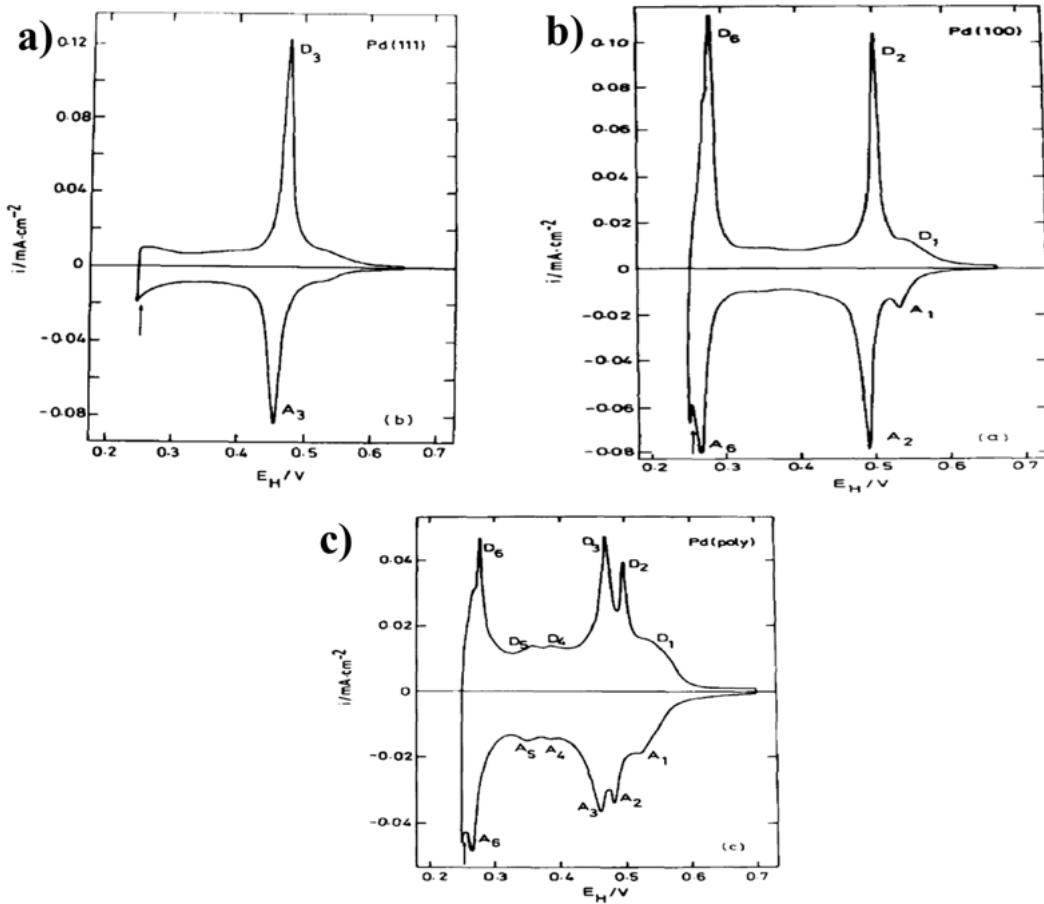 a)
Pd(111)
D3
0.12
0.08
0.04
0
-0.04
-0.08
i/mA.cm-2
A3
(b)
0.2 0.3 0.4 0.5 0.6 0.7
EH/V
b)
Pd(100)
D6
D2
0.10
0.08
0.06
0.04
0.02
0
-0.02
-0.04
-0.06
-0.08
i/mA.cm-2
D1
A1
A6
A2
(a)
0.2 0.3 0.4 0.5 0.6 0.7
EH/V
c)
Pd(poly)
D6
D3
D2
0.04
0.02
0
-0.02
-0.04
i/mA.cm-2
D5
D4
D1
A5
A4
A1
A3
A2
A6
(c)
0.2 0.3 0.4 0.5 0.6 0.7
EH/V